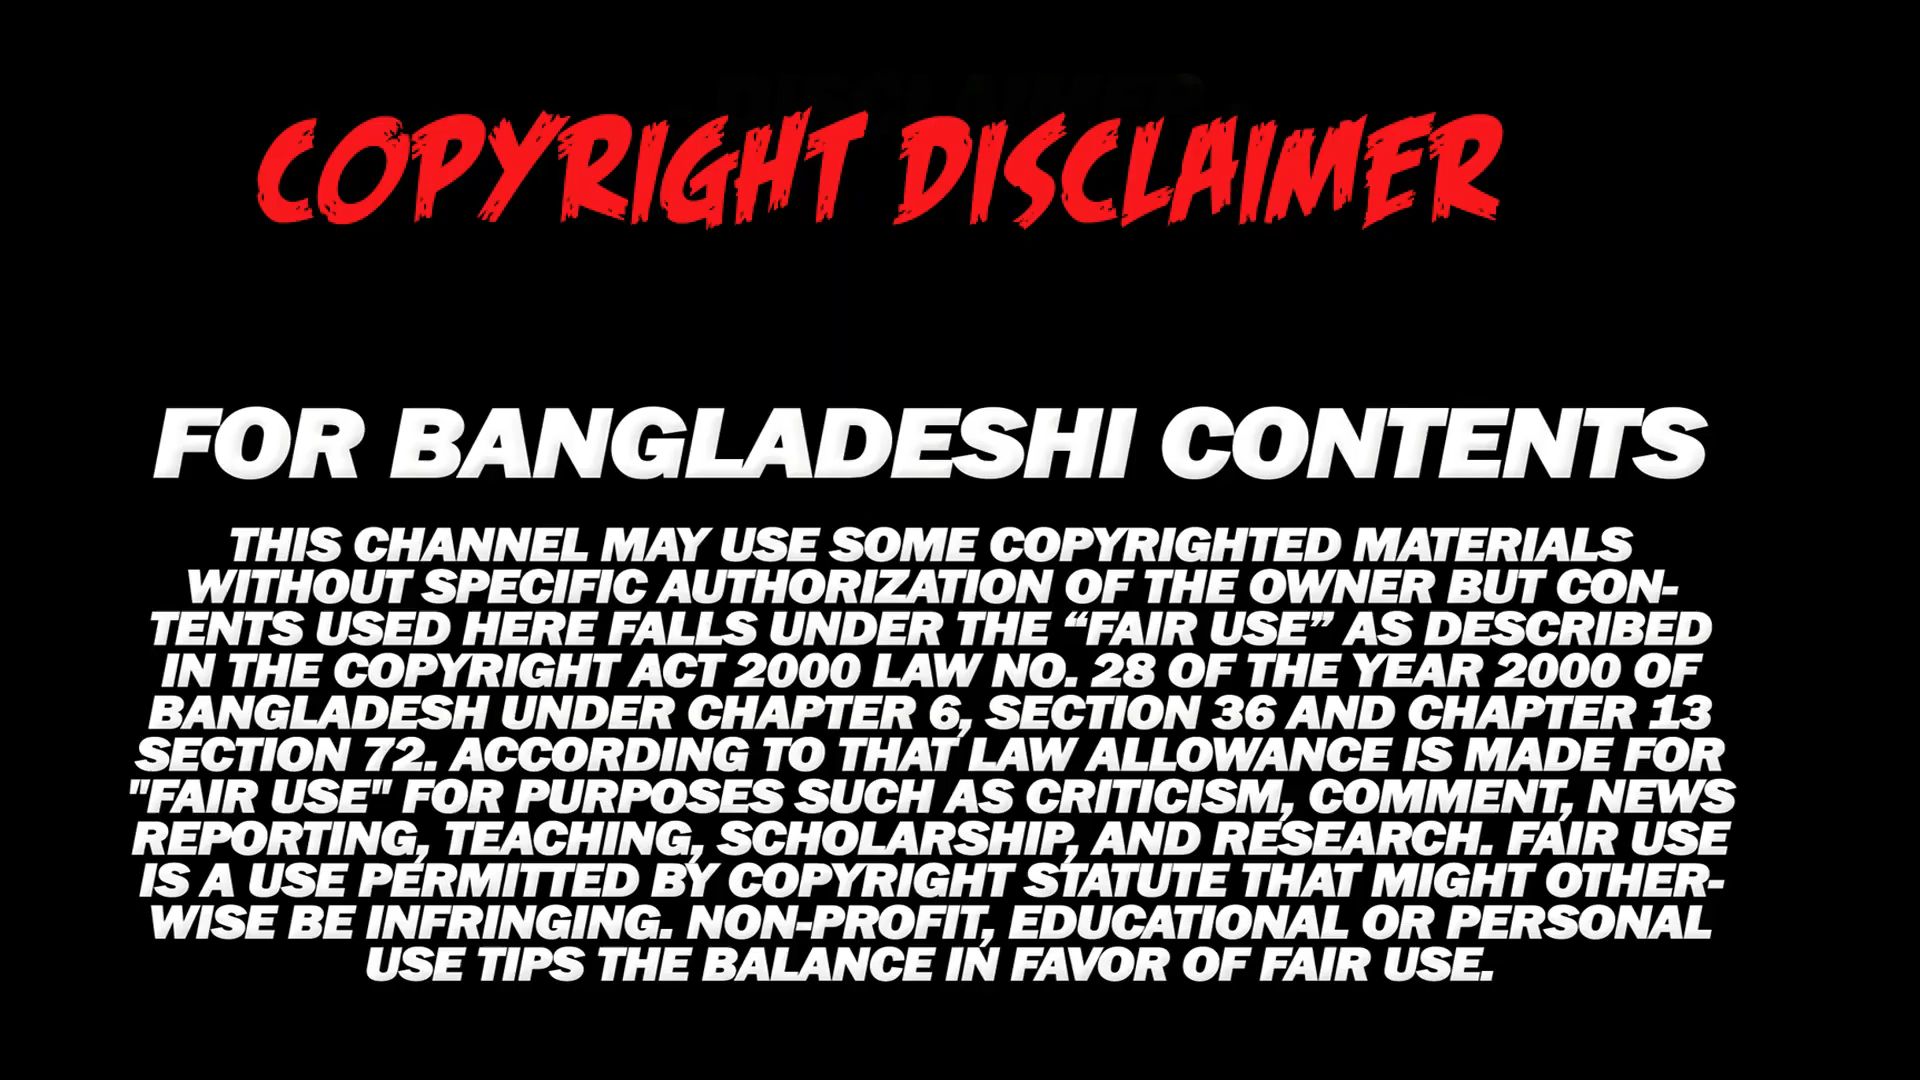 COPYRIGHT DISCLAIMER
FOR BANGLADESHI CONTENTS
THIS CHANNEL MAY USE SOME COPYRIGHTED MATERIALS
WITHOUT SPECIFIC AUTHORIZATION OF THE OWNER BUT CON-
TENTS USED HERE FALLS UNDER THE “FAIR USE” AS DESCRIBED
IN THE COPYRIGHT ACT 2000 LAW NO. 28 OF THE YEAR 2000 OF
BANGLADESH UNDER CHAPTER 6, SECTION 36 AND CHAPTER 13
SECTION 72. ACCORDING TO THAT LAW ALLOWANCE IS MADE FOR
"FAIR USE" FOR PURPOSES SUCH AS CRITICISM, COMMENT, NEWS
REPORTING, TEACHING, SCHOLARSHIP, AND RESEARCH. FAIR USE
IS A USE PERMITTED BY COPYRIGHT STATUTE THAT MIGHT OTHER-
WISE BE INFRINGING. NON-PROFIT, EDUCATIONAL OR PERSONAL
USE TIPS THE BALANCE IN FAVOR OF FAIR USE.